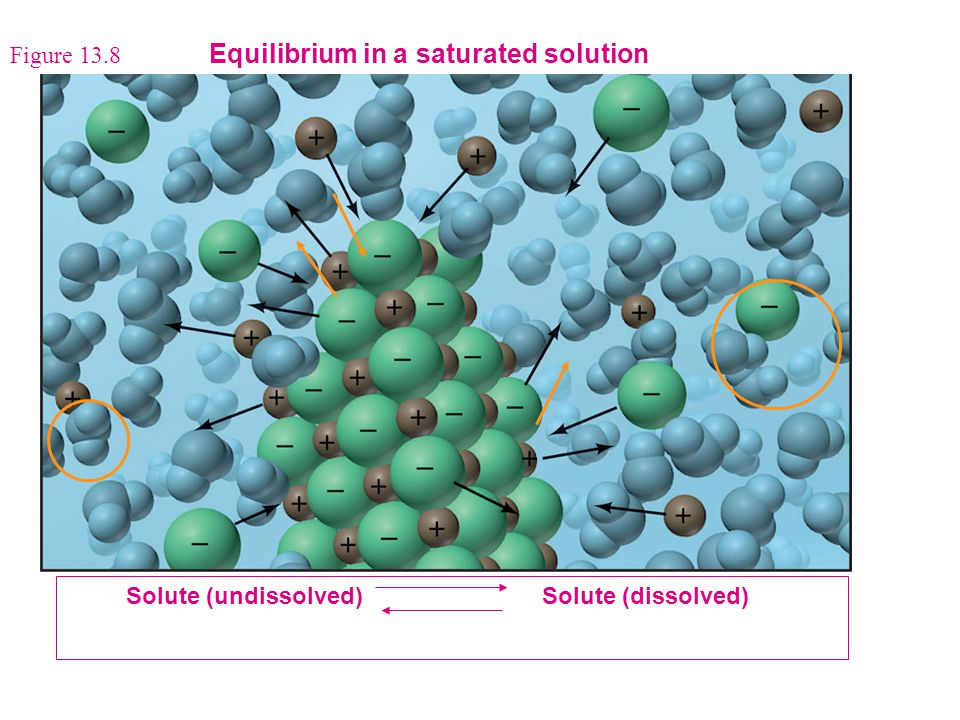 Figure 13.8 Equilibrium in a saturated solution
Solute (undissolved) Solute (dissolved)